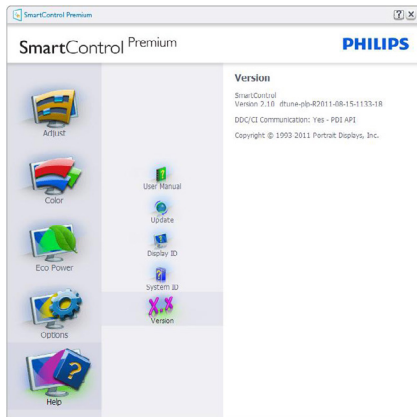 SmartControl Premium
SmartControl Premium
PHILIPS
Adjust
Color
Eco Power
Options
Help
User Manual
Update
Display ID
System ID
X.X
Version
Version
SmartControl
Version 2.10 dtune-plp-R2011-08-15-1133-18
DDC/CI Communication: Yes - PDI API
Copyright © 1993 2011 Portrait Displays, Inc.